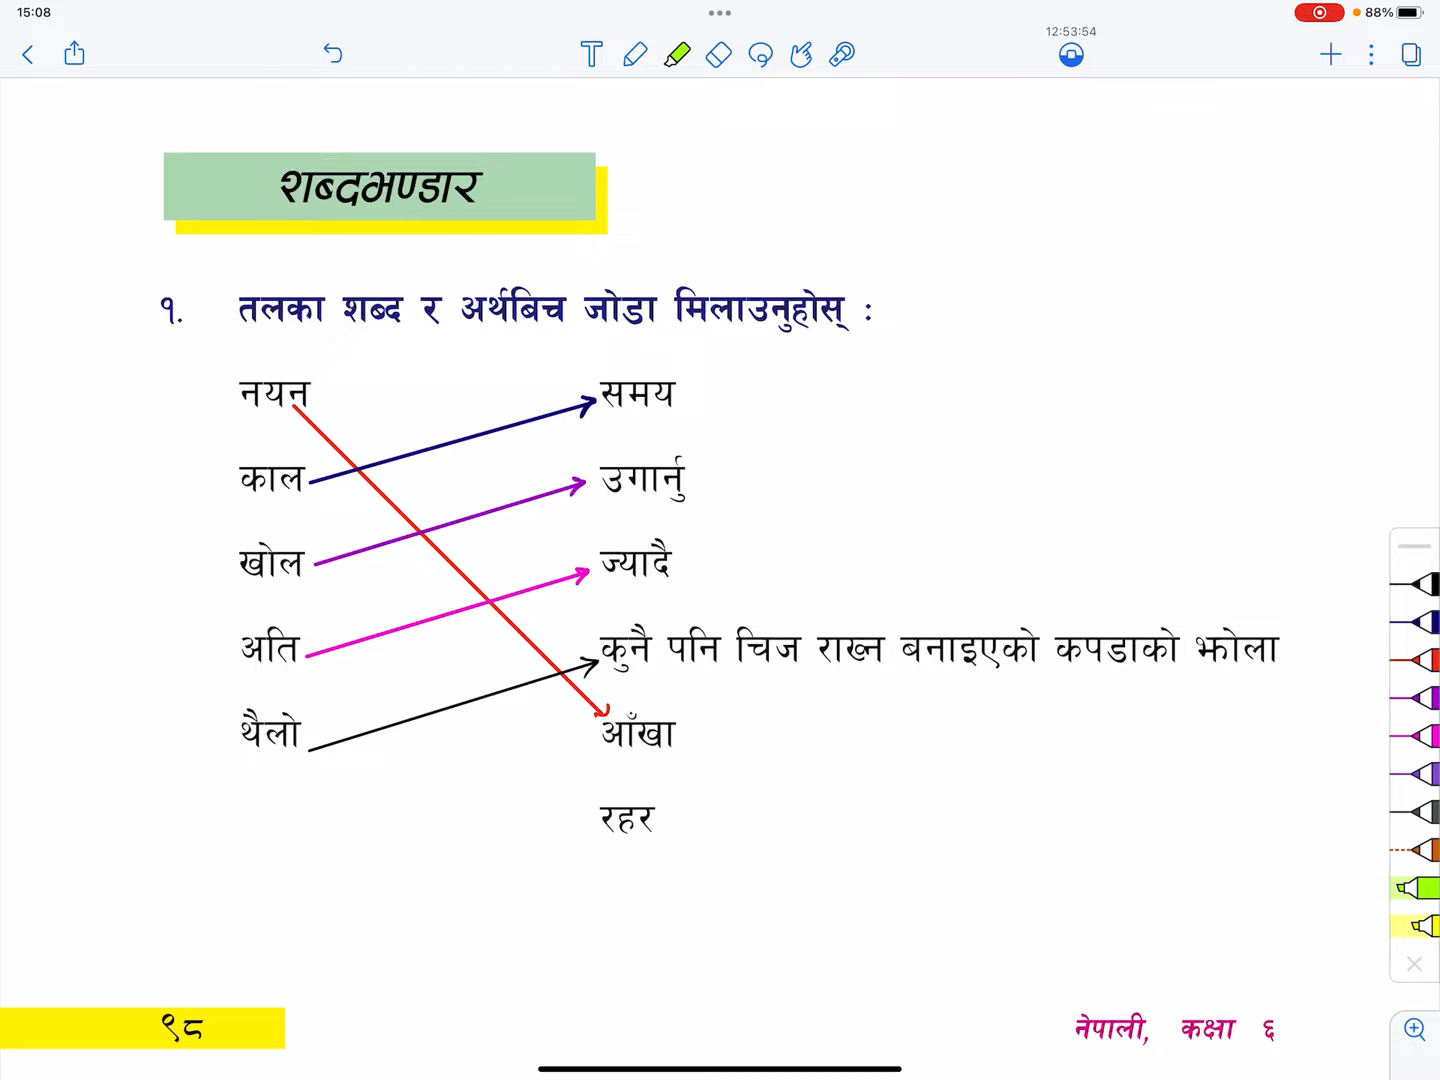 15:08
88%
12:53:54
शब्दभण्डार
१. तलका शब्द र अर्थबिच जोडा मिलाउनुहोस् :
नयन समय
काल उगार्नु
खोल ज्यादै
अति कुनै पनि चिज राख्न बनाइएको कपडाको झोला
थैलो आँखा
रहर
९८ नेपाली, कक्षा ६